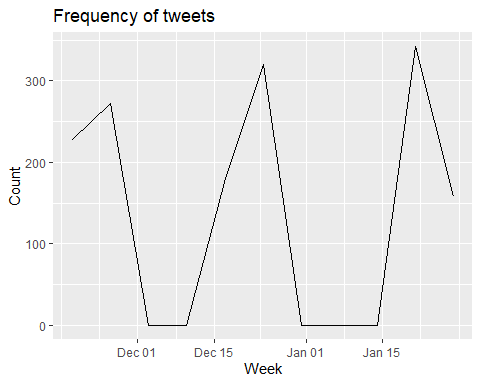 Frequency of tweets
Count
300
200
100
0
Dec 01
Dec 15
Jan 01
Jan 15
Week